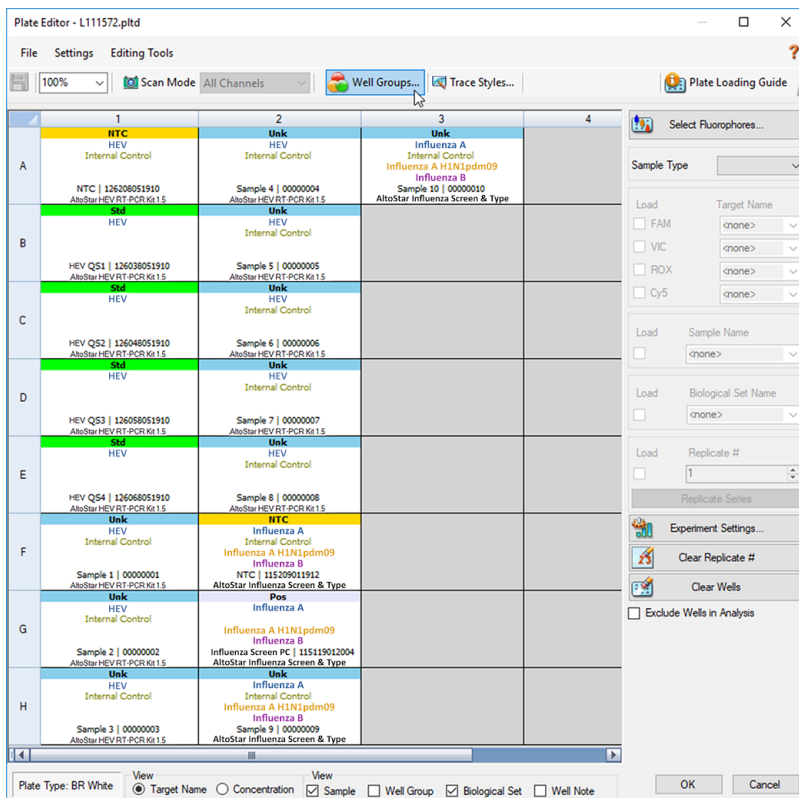 Plate Editor - L111572.pltd
File Settings Editing Tools ?
100% Scan Mode All Channels Well Groups... Trace Styles... Plate Loading Guide
1 2 3 4
A
NTC
HEV
Internal Control
NTC | 126208051910
AltoStar HEV RT-PCR Kit 1.5
Unk
HEV
Internal Control
Sample 4 | 00000004
AltoStar HEV RT-PCR Kit 1.5
Unk
Influenza A
Internal Control
Influenza A H1N1pdm09
Influenza B
Sample 10 | 00000010
AltoStar Influenza Screen & Type
B
Std
HEV
HEV QS1 | 126038051910
AltoStar HEV RT-PCR Kit 1.5
Unk
HEV
Internal Control
Sample 5 | 00000005
AltoStar HEV RT-PCR Kit 1.5
C
Std
HEV
HEV QS2 | 126048051910
AltoStar HEV RT-PCR Kit 1.5
Unk
HEV
Internal Control
Sample 6 | 00000006
AltoStar HEV RT-PCR Kit 1.5
D
Std
HEV
HEV QS3 | 126058051910
AltoStar HEV RT-PCR Kit 1.5
Unk
HEV
Internal Control
Sample 7 | 00000007
AltoStar HEV RT-PCR Kit 1.5
E
Std
HEV
HEV QS4 | 126068051910
AltoStar HEV RT-PCR Kit 1.5
Unk
HEV
Internal Control
Sample 8 | 00000008
AltoStar HEV RT-PCR Kit 1.5
F
Unk
HEV
Internal Control
Sample 1 | 00000001
AltoStar HEV RT-PCR Kit 1.5
NTC
Influenza A
Internal Control
Influenza A H1N1pdm09
Influenza B
NTC | 115209011912
AltoStar Influenza Screen & Type
G
Unk
HEV
Internal Control
Sample 2 | 00000002
AltoStar HEV RT-PCR Kit 1.5
Pos
Influenza A
Influenza A H1N1pdm09
Influenza B
Influenza Screen PC | 115119012004
AltoStar Influenza Screen & Type
H
Unk
HEV
Internal Control
Sample 3 | 00000003
AltoStar HEV RT-PCR Kit 1.5
Unk
Influenza A
Internal Control
Influenza A H1N1pdm09
Influenza B
Sample 9 | 00000009
AltoStar Influenza Screen & Type
Select Fluorophores...
Sample Type
Load Target Name
FAM <none>
VIC <none>
ROX <none>
Cy5 <none>
Load Sample Name
<none>
Load Biological Set Name
<none>
Load Replicate #
1
Replicate Series
Experiment Settings...
Clear Replicate #
Clear Wells
Exclude Wells in Analysis
Plate Type: BR White
View
Target Name Concentration
View
Sample Well Group Biological Set Well Note
OK Cancel